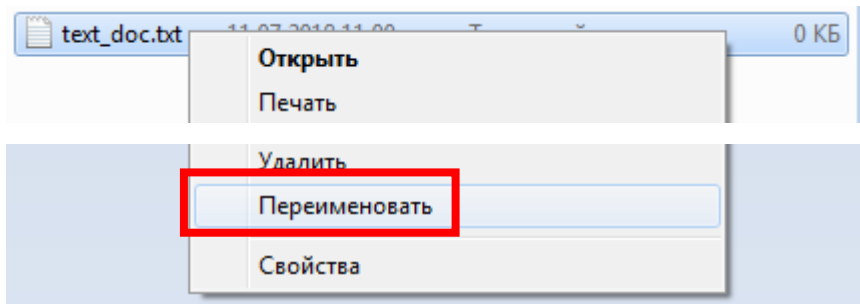 text_doc.txt 0 КБ
Открыть
Печать
Удалить
Переименовать
Свойства